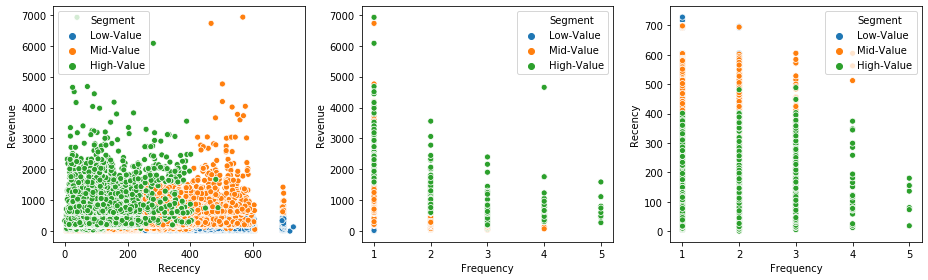 7000
6000
5000
4000
3000
2000
1000
0
Revenue
0 200 400 600
Recency
Segment
Low-Value
Mid-Value
High-Value
7000
6000
5000
4000
3000
2000
1000
0
Revenue
1 2 3 4 5
Frequency
Segment
Low-Value
Mid-Value
High-Value
700
600
500
400
300
200
100
0
Recency
1 2 3 4 5
Frequency
Segment
Low-Value
Mid-Value
High-Value